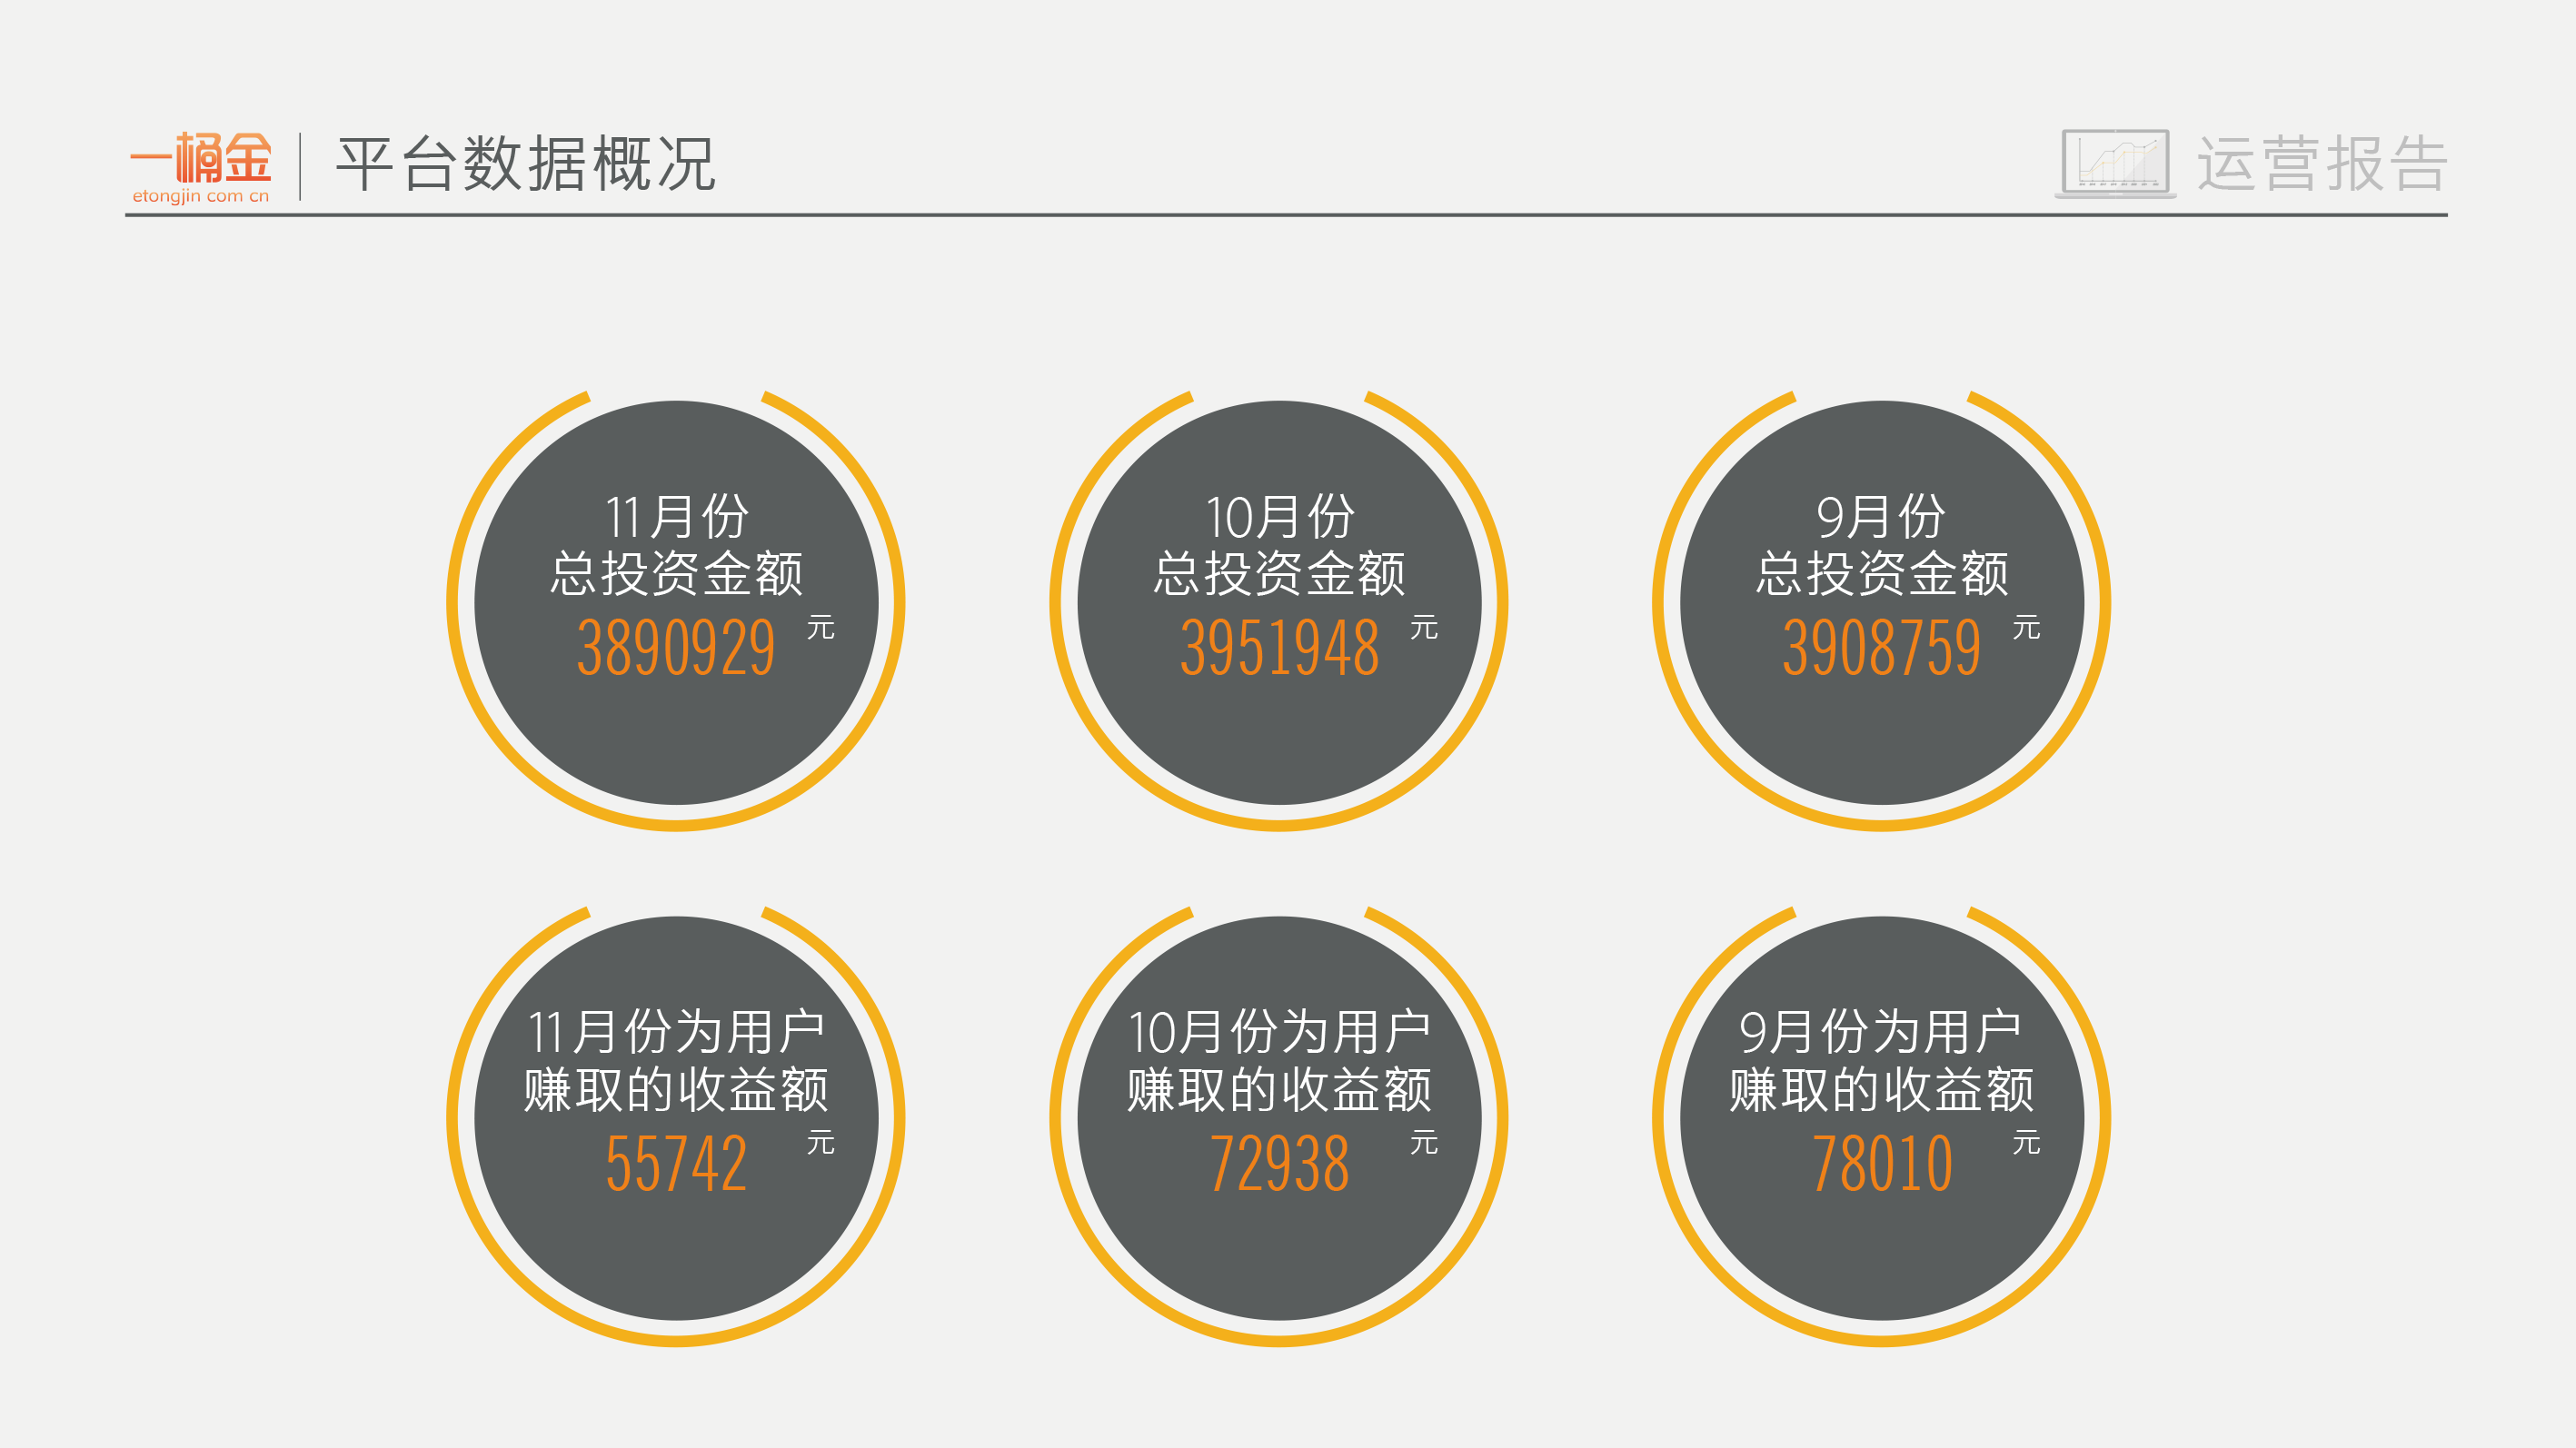 一桶金
etongjin com cn
平台数据概况
运营报告
11月份
总投资金额
3890929 元
10月份
总投资金额
3951948 元
9月份
总投资金额
3908759 元
11月份为用户
赚取的收益额
55742 元
10月份为用户
赚取的收益额
72938 元
9月份为用户
赚取的收益额
78010 元